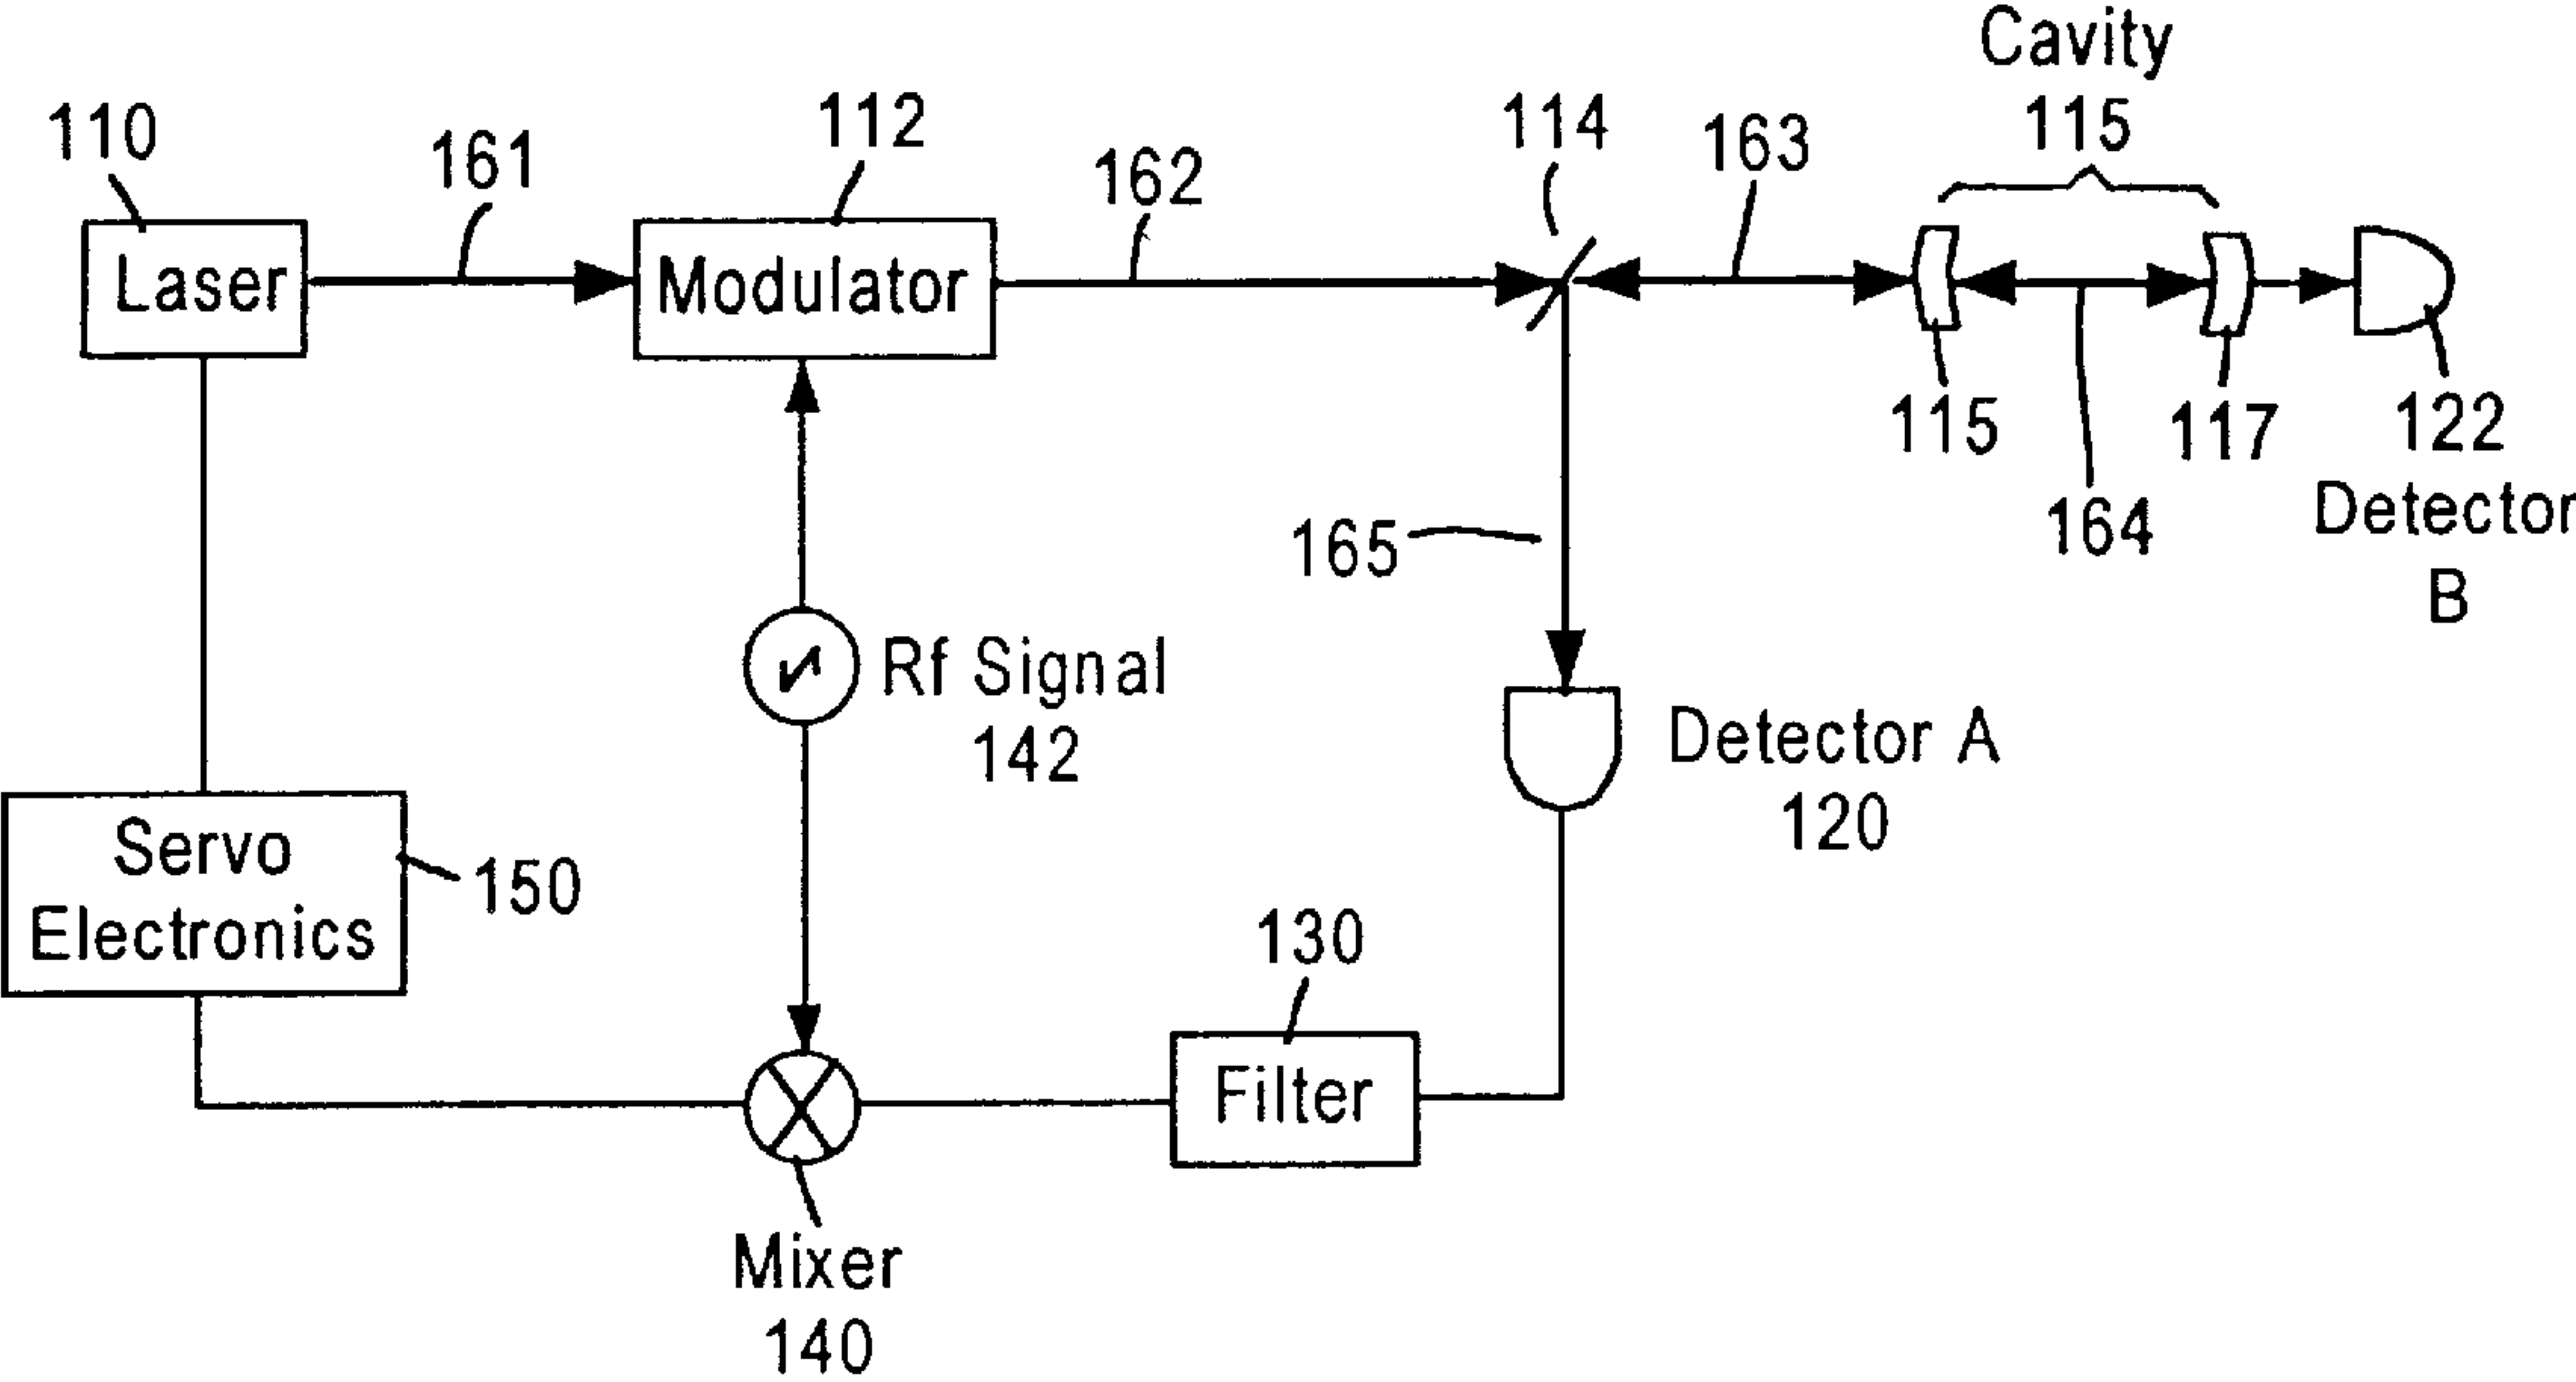 Cavity
115
110
161
112
162
114
163
Laser
Modulator
115
117
122
Detector
B
164
165
Rf Signal
142
Detector A
120
Servo
Electronics
150
130
Filter
Mixer
140